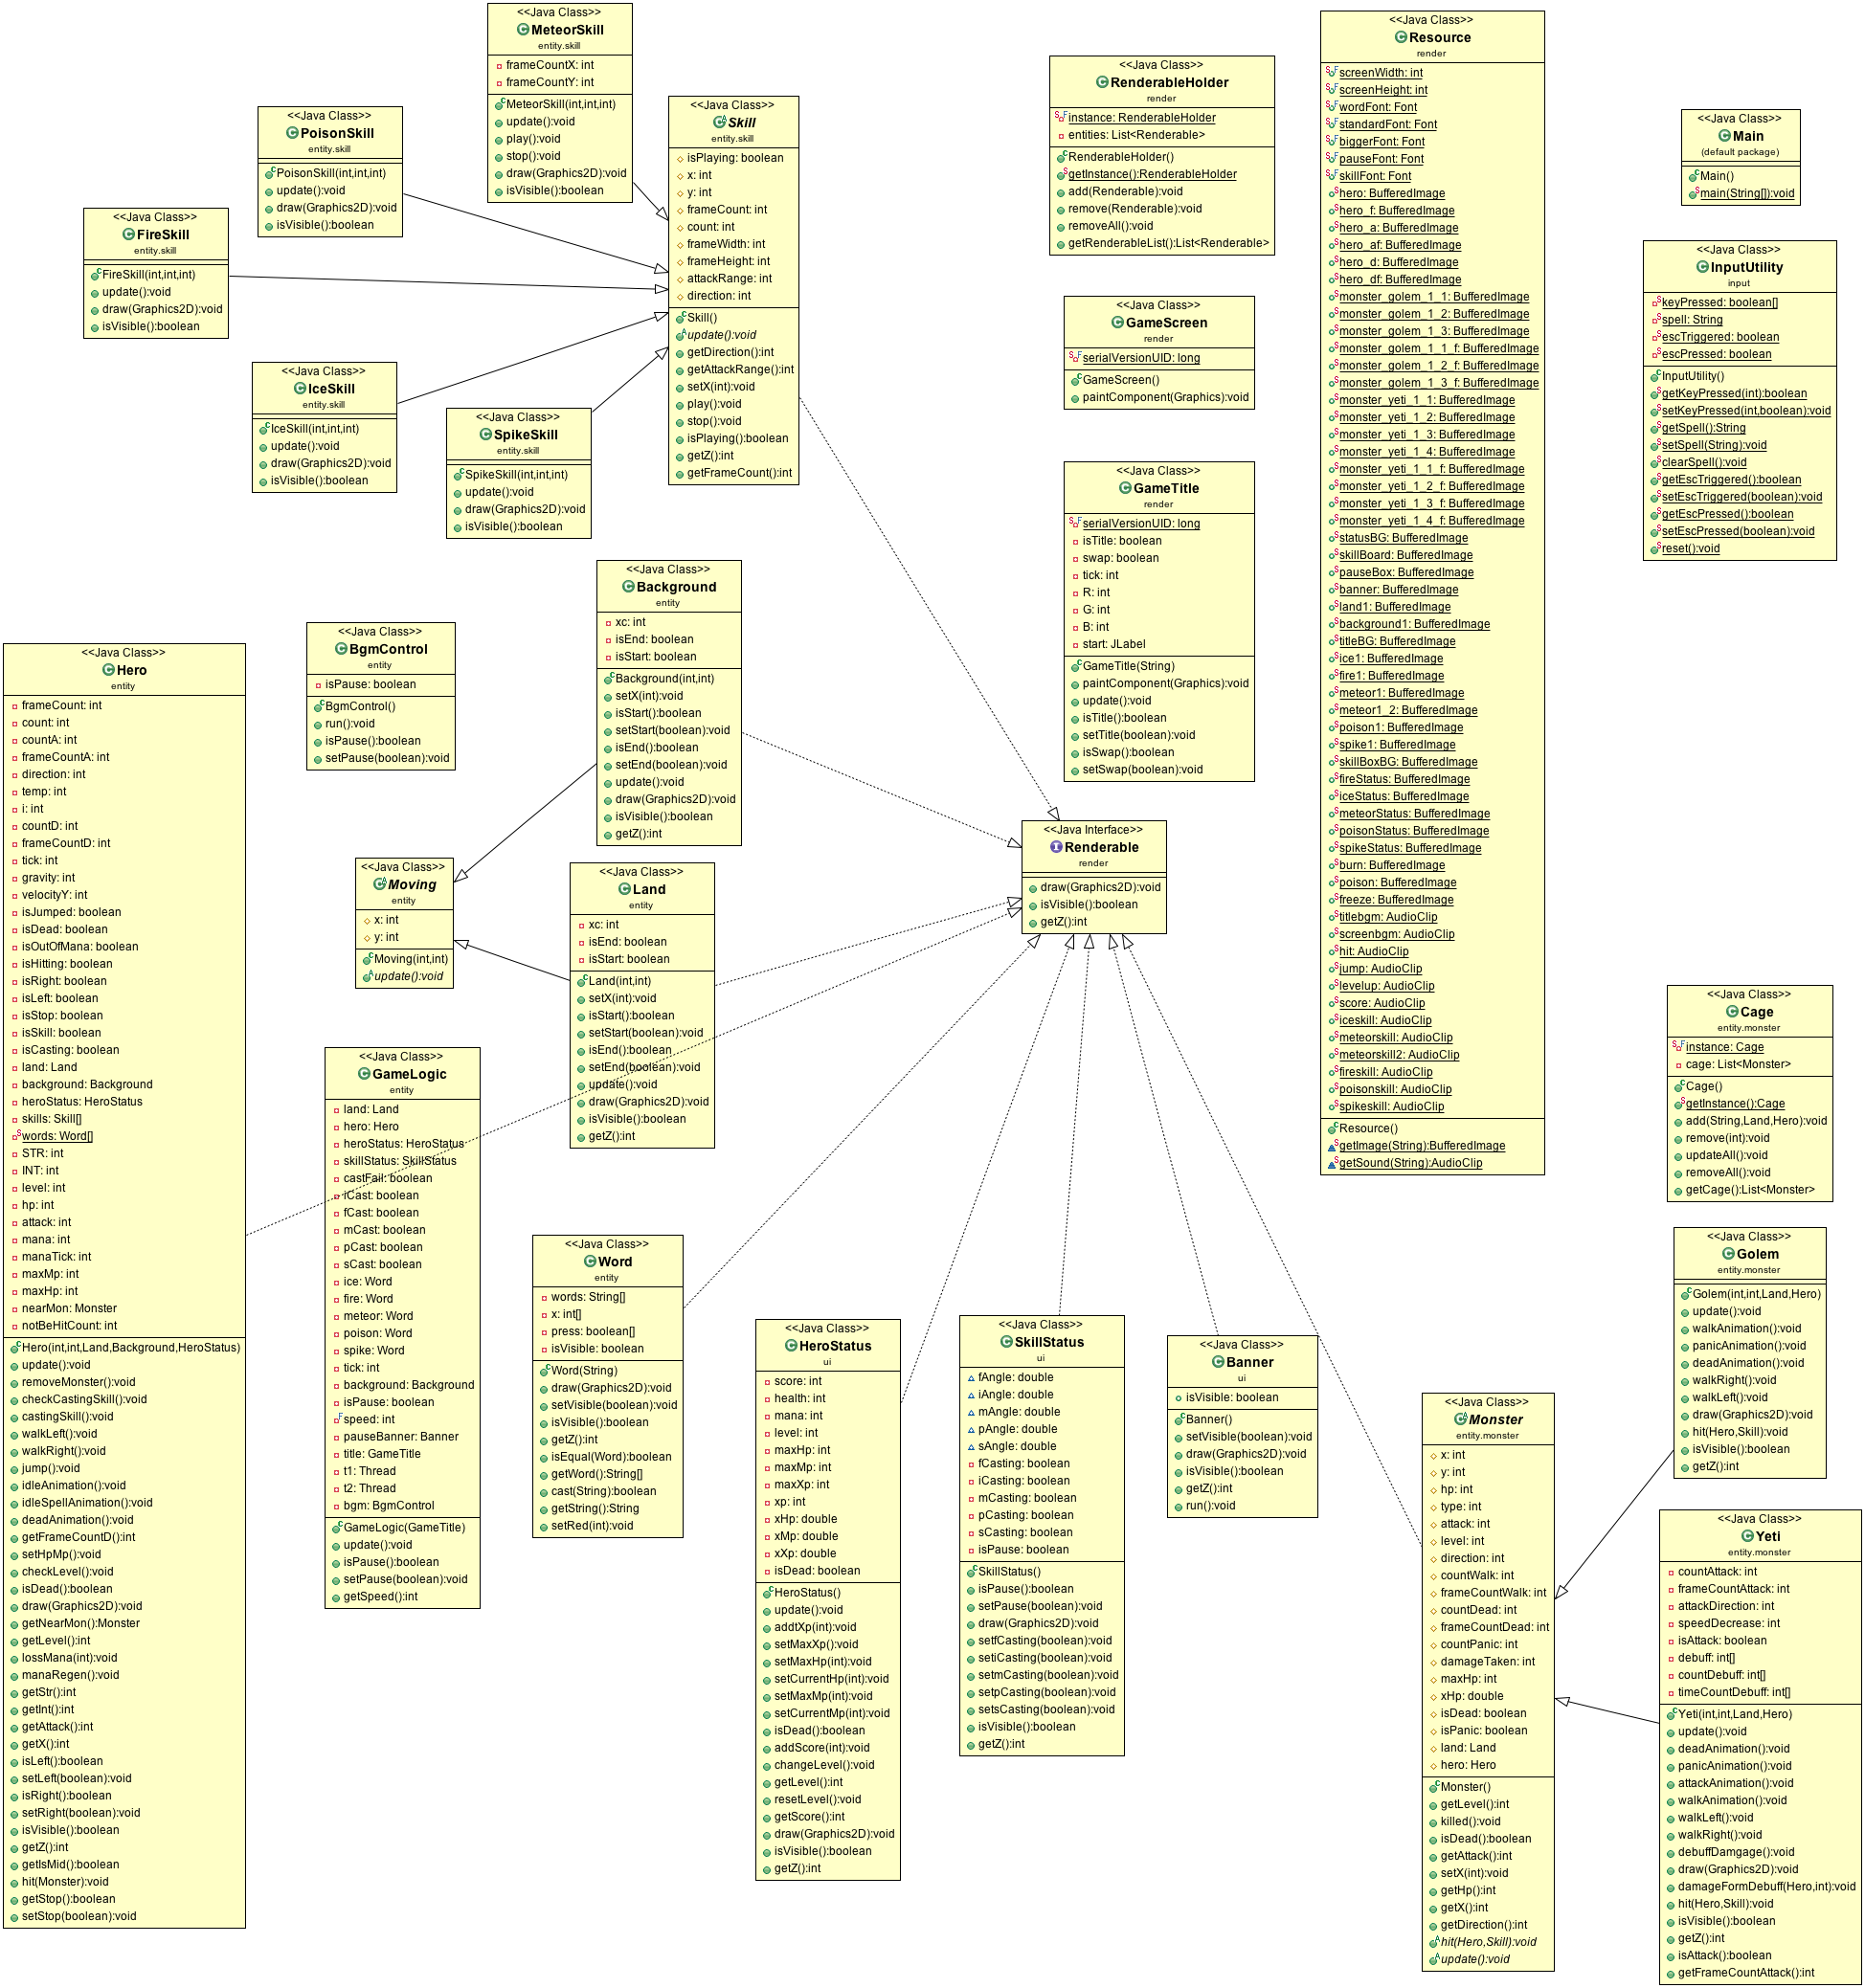 <<Java Class>>
MeteorSkill
entity.skill
frameCountX: int
frameCountY: int
MeteorSkill(int,int,int)
update():void
play():void
stop():void
draw(Graphics2D):void
isVisible():boolean
<<Java Class>>
PoisonSkill
entity.skill
PoisonSkill(int,int,int)
update():void
draw(Graphics2D):void
isVisible():boolean
<<Java Class>>
FireSkill
entity.skill
FireSkill(int,int,int)
update():void
draw(Graphics2D):void
isVisible():boolean
<<Java Class>>
IceSkill
entity.skill
IceSkill(int,int,int)
update():void
draw(Graphics2D):void
isVisible():boolean
<<Java Class>>
SpikeSkill
entity.skill
SpikeSkill(int,int,int)
update():void
draw(Graphics2D):void
isVisible():boolean
<<Java Class>>
Skill
entity.skill
isPlaying: boolean
x: int
y: int
frameCount: int
count: int
frameWidth: int
frameHeight: int
attackRange: int
direction: int
Skill()
update():void
getDirection():int
getAttackRange():int
setX(int):void
play():void
stop():void
isPlaying():boolean
getZ():int
getFrameCount():int
<<Java Class>>
RenderableHolder
render
instance: RenderableHolder
entities: List<Renderable>
RenderableHolder()
getInstance():RenderableHolder
add(Renderable):void
remove(Renderable):void
removeAll():void
getRenderableList():List<Renderable>
<<Java Class>>
GameScreen
render
serialVersionUID: long
GameScreen()
paintComponent(Graphics):void
<<Java Class>>
GameTitle
render
serialVersionUID: long
isTitle: boolean
swap: boolean
tick: int
R: int
G: int
B: int
start: JLabel
GameTitle(String)
paintComponent(Graphics):void
update():void
isTitle():boolean
setTitle(boolean):void
isSwap():boolean
setSwap(boolean):void
<<Java Class>>
Resource
render
screenWidth: int
screenHeight: int
wordFont: Font
standardFont: Font
biggerFont: Font
pauseFont: Font
skillFont: Font
hero: BufferedImage
hero_f: BufferedImage
hero_a: BufferedImage
hero_af: BufferedImage
hero_d: BufferedImage
hero_df: BufferedImage
monster_golem_1_1: BufferedImage
monster_golem_1_2: BufferedImage
monster_golem_1_3: BufferedImage
monster_golem_1_1_f: BufferedImage
monster_golem_1_2_f: BufferedImage
monster_golem_1_3_f: BufferedImage
monster_yeti_1_1: BufferedImage
monster_yeti_1_2: BufferedImage
monster_yeti_1_3: BufferedImage
monster_yeti_1_4: BufferedImage
monster_yeti_1_1_f: BufferedImage
monster_yeti_1_2_f: BufferedImage
monster_yeti_1_3_f: BufferedImage
monster_yeti_1_4_f: BufferedImage
statusBG: BufferedImage
skillBoard: BufferedImage
pauseBox: BufferedImage
banner: BufferedImage
land1: BufferedImage
background1: BufferedImage
titleBG: BufferedImage
ice1: BufferedImage
fire1: BufferedImage
meteor1: BufferedImage
meteor1_2: BufferedImage
poison1: BufferedImage
spike1: BufferedImage
skillBoxBG: BufferedImage
fireStatus: BufferedImage
iceStatus: BufferedImage
meteorStatus: BufferedImage
poisonStatus: BufferedImage
spikeStatus: BufferedImage
burn: BufferedImage
poison: BufferedImage
freeze: BufferedImage
titlebgm: AudioClip
screenbgm: AudioClip
hit: AudioClip
jump: AudioClip
levelup: AudioClip
score: AudioClip
iceskill: AudioClip
meteorskill: AudioClip
meteorskill2: AudioClip
fireskill: AudioClip
poisonskill: AudioClip
spikeskill: AudioClip
Resource()
getImage(String):BufferedImage
getSound(String):AudioClip
<<Java Class>>
Main
(default package)
Main()
main(String[]):void
<<Java Class>>
InputUtility
input
keyPressed: boolean[]
spell: String
escTriggered: boolean
escPressed: boolean
InputUtility()
getKeyPressed(int):boolean
setKeyPressed(int,boolean):void
getSpell():String
setSpell(String):void
clearSpell():void
getEscTriggered():boolean
setEscTriggered(boolean):void
getEscPressed():boolean
setEscPressed(boolean):void
reset():void
<<Java Class>>
Hero
entity
frameCount: int
count: int
countA: int
frameCountA: int
direction: int
temp: int
i: int
countD: int
frameCountD: int
tick: int
gravity: int
velocityY: int
isJumped: boolean
isDead: boolean
isOutOfMana: boolean
isHitting: boolean
isRight: boolean
isLeft: boolean
isStop: boolean
isSkill: boolean
isCasting: boolean
land: Land
background: Background
heroStatus: HeroStatus
skills: Skill[]
words: Word[]
STR: int
INT: int
level: int
hp: int
attack: int
mana: int
manaTick: int
maxMp: int
maxHp: int
nearMon: Monster
notBeHitCount: int
Hero(int,int,Land,Background,HeroStatus)
update():void
removeMonster():void
checkCastingSkill():void
castingSkill():void
walkLeft():void
walkRight():void
jump():void
idleAnimation():void
idleSpellAnimation():void
deadAnimation():void
getFrameCountD():int
setHpMp():void
checkLevel():void
isDead():boolean
draw(Graphics2D):void
getNearMon():Monster
getLevel():int
lossMana(int):void
manaRegen():void
getStr():int
getInt():int
getAttack():int
getX():int
isLeft():boolean
setLeft(boolean):void
isRight():boolean
setRight(boolean):void
isVisible():boolean
getZ():int
getIsMid():boolean
hit(Monster):void
getStop():boolean
setStop(boolean):void
<<Java Class>>
BgmControl
entity
isPause: boolean
BgmControl()
run():void
isPause():boolean
setPause(boolean):void
<<Java Class>>
Background
entity
xc: int
isEnd: boolean
isStart: boolean
Background(int,int)
setX(int):void
isStart():boolean
setStart(boolean):void
isEnd():boolean
setEnd(boolean):void
update():void
draw(Graphics2D):void
isVisible():boolean
getZ():int
<<Java Class>>
Moving
entity
x: int
y: int
Moving(int,int)
update():void
<<Java Class>>
Land
entity
xc: int
isEnd: boolean
isStart: boolean
Land(int,int)
setX(int):void
isStart():boolean
setStart(boolean):void
isEnd():boolean
setEnd(boolean):void
update():void
draw(Graphics2D):void
isVisible():boolean
getZ():int
<<Java Interface>>
Renderable
render
draw(Graphics2D):void
isVisible():boolean
getZ():int
<<Java Class>>
GameLogic
entity
land: Land
hero: Hero
heroStatus: HeroStatus
skillStatus: SkillStatus
castFail: boolean
iCast: boolean
fCast: boolean
mCast: boolean
pCast: boolean
sCast: boolean
ice: Word
fire: Word
meteor: Word
poison: Word
spike: Word
tick: int
background: Background
isPause: boolean
speed: int
pauseBanner: Banner
title: GameTitle
t1: Thread
t2: Thread
bgm: BgmControl
GameLogic(GameTitle)
update():void
isPause():boolean
setPause(boolean):void
getSpeed():int
<<Java Class>>
Word
entity
words: String[]
x: int[]
press: boolean[]
isVisible: boolean
Word(String)
draw(Graphics2D):void
setVisible(boolean):void
isVisible():boolean
getZ():int
isEqual(Word):boolean
getWord():String[]
cast(String):boolean
getString():String
setRed(int):void
<<Java Class>>
HeroStatus
ui
score: int
health: int
mana: int
level: int
maxHp: int
maxMp: int
maxXp: int
xp: int
xHp: double
xMp: double
xXp: double
isDead: boolean
HeroStatus()
update():void
addtXp(int):void
setMaxXp():void
setMaxHp(int):void
setCurrentHp(int):void
setMaxMp(int):void
setCurrentMp(int):void
isDead():boolean
addScore(int):void
changeLevel():void
getLevel():int
resetLevel():void
getScore():int
draw(Graphics2D):void
isVisible():boolean
getZ():int
<<Java Class>>
SkillStatus
ui
fAngle: double
iAngle: double
mAngle: double
pAngle: double
sAngle: double
fCasting: boolean
iCasting: boolean
mCasting: boolean
pCasting: boolean
sCasting: boolean
isPause: boolean
SkillStatus()
isPause():boolean
setPause(boolean):void
draw(Graphics2D):void
setfCasting(boolean):void
setiCasting(boolean):void
setmCasting(boolean):void
setpCasting(boolean):void
setsCasting(boolean):void
isVisible():boolean
getZ():int
<<Java Class>>
Banner
ui
isVisible: boolean
Banner()
setVisible(boolean):void
draw(Graphics2D):void
isVisible():boolean
getZ():int
run():void
<<Java Class>>
Monster
entity.monster
x: int
y: int
hp: int
type: int
attack: int
level: int
direction: int
countWalk: int
frameCountWalk: int
countDead: int
frameCountDead: int
countPanic: int
damageTaken: int
maxHp: int
xHp: double
isDead: boolean
isPanic: boolean
land: Land
hero: Hero
Monster()
getLevel():int
killed():void
isDead():boolean
getAttack():int
setX(int):void
getHp():int
getX():int
getDirection():int
hit(Hero,Skill):void
update():void
<<Java Class>>
Cage
entity.monster
instance: Cage
cage: List<Monster>
Cage()
getInstance():Cage
add(String,Land,Hero):void
remove(int):void
updateAll():void
removeAll():void
getCage():List<Monster>
<<Java Class>>
Golem
entity.monster
Golem(int,int,Land,Hero)
update():void
walkAnimation():void
panicAnimation():void
deadAnimation():void
walkRight():void
walkLeft():void
draw(Graphics2D):void
hit(Hero,Skill):void
isVisible():boolean
getZ():int
<<Java Class>>
Yeti
entity.monster
countAttack: int
frameCountAttack: int
attackDirection: int
speedDecrease: int
isAttack: boolean
debuff: int[]
countDebuff: int[]
timeCountDebuff: int[]
Yeti(int,int,Land,Hero)
update():void
deadAnimation():void
panicAnimation():void
attackAnimation():void
walkAnimation():void
walkLeft():void
walkRight():void
debuffDamgage():void
draw(Graphics2D):void
damageFormDebuff(Hero,int):void
hit(Hero,Skill):void
isVisible():boolean
getZ():int
isAttack():boolean
getFrameCountAttack():int